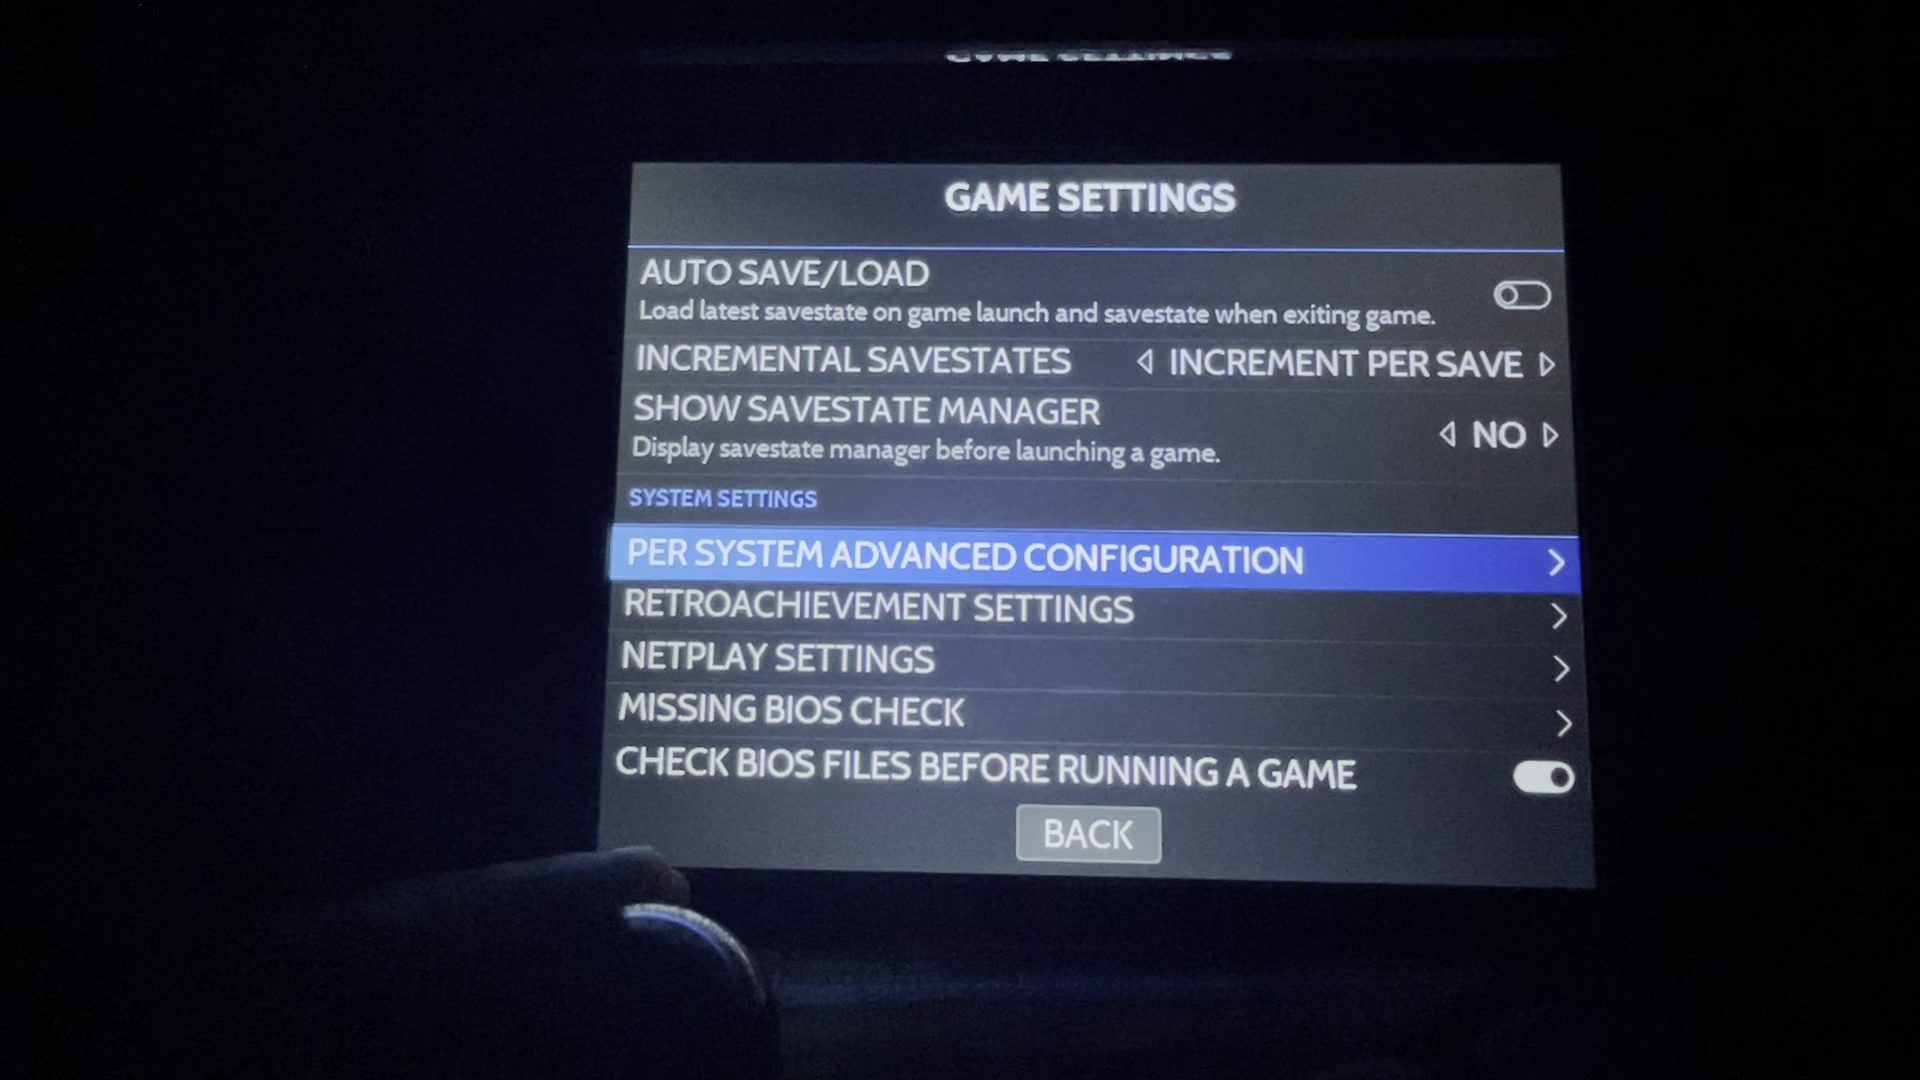 GAME SETTINGS
AUTO SAVE/LOAD
Load latest savestate on game launch and savestate when exiting game.
INCREMENTAL SAVESTATES INCREMENT PER SAVE
SHOW SAVESTATE MANAGER
Display savestate manager before launching a game.
NO
SYSTEM SETTINGS
PER SYSTEM ADVANCED CONFIGURATION
RETROACHIEVEMENT SETTINGS
NETPLAY SETTINGS
MISSING BIOS CHECK
CHECK BIOS FILES BEFORE RUNNING A GAME
BACK